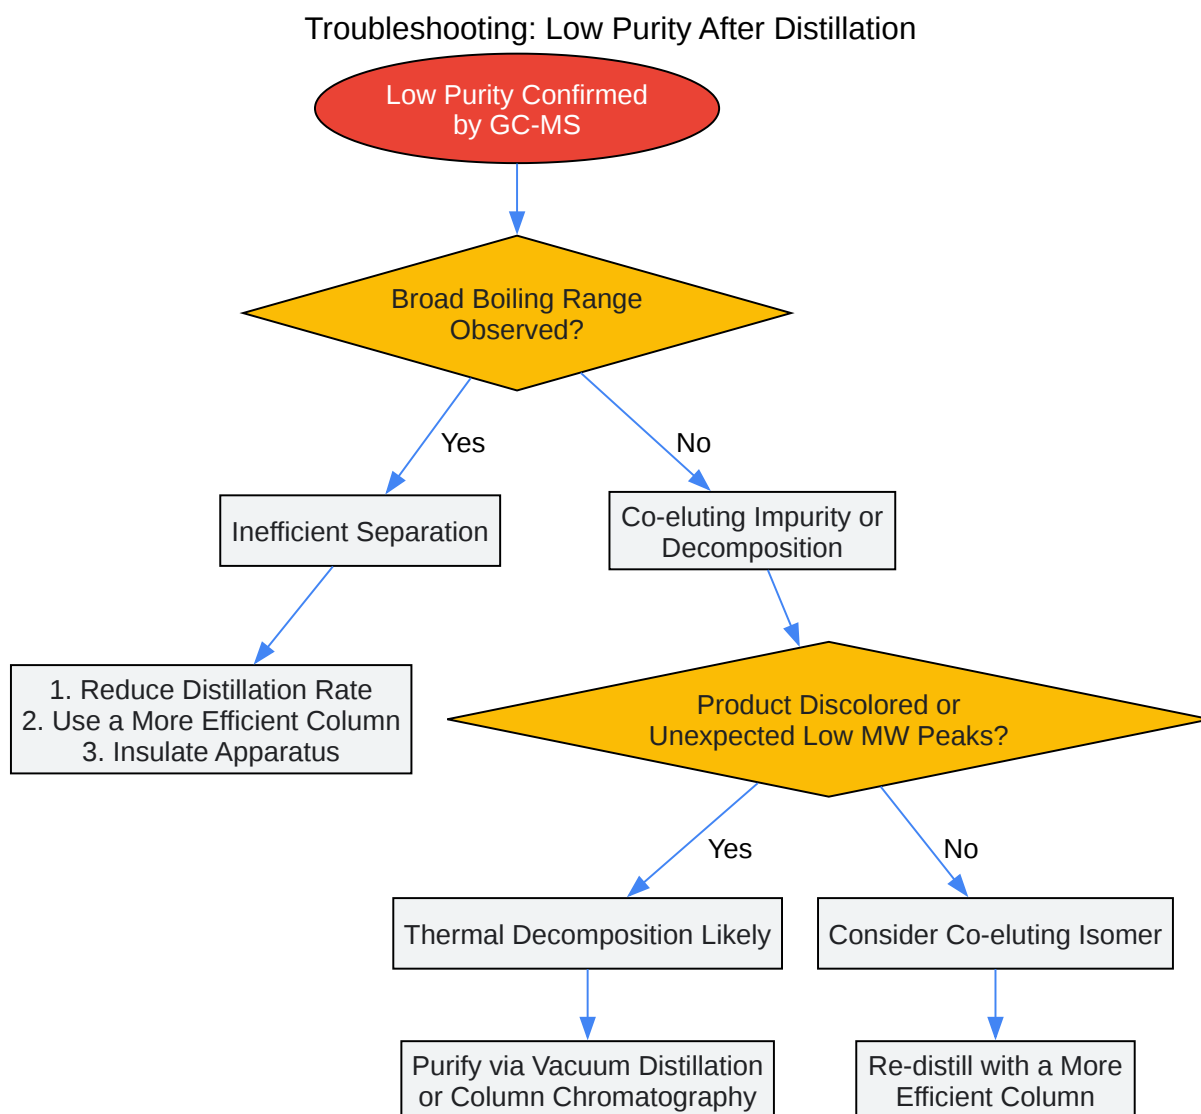 Troubleshooting: Low Purity After Distillation
Low Purity Confirmed
by GC-MS
Broad Boiling Range
Observed?
Yes
No
Inefficient Separation
Co-eluting Impurity or
Decomposition
1. Reduce Distillation Rate
2. Use a More Efficient Column
3. Insulate Apparatus
Product Discolored or
Unexpected Low MW Peaks?
Yes
No
Thermal Decomposition Likely
Consider Co-eluting Isomer
Purify via Vacuum Distillation
or Column Chromatography
Re-distill with a More
Efficient Column